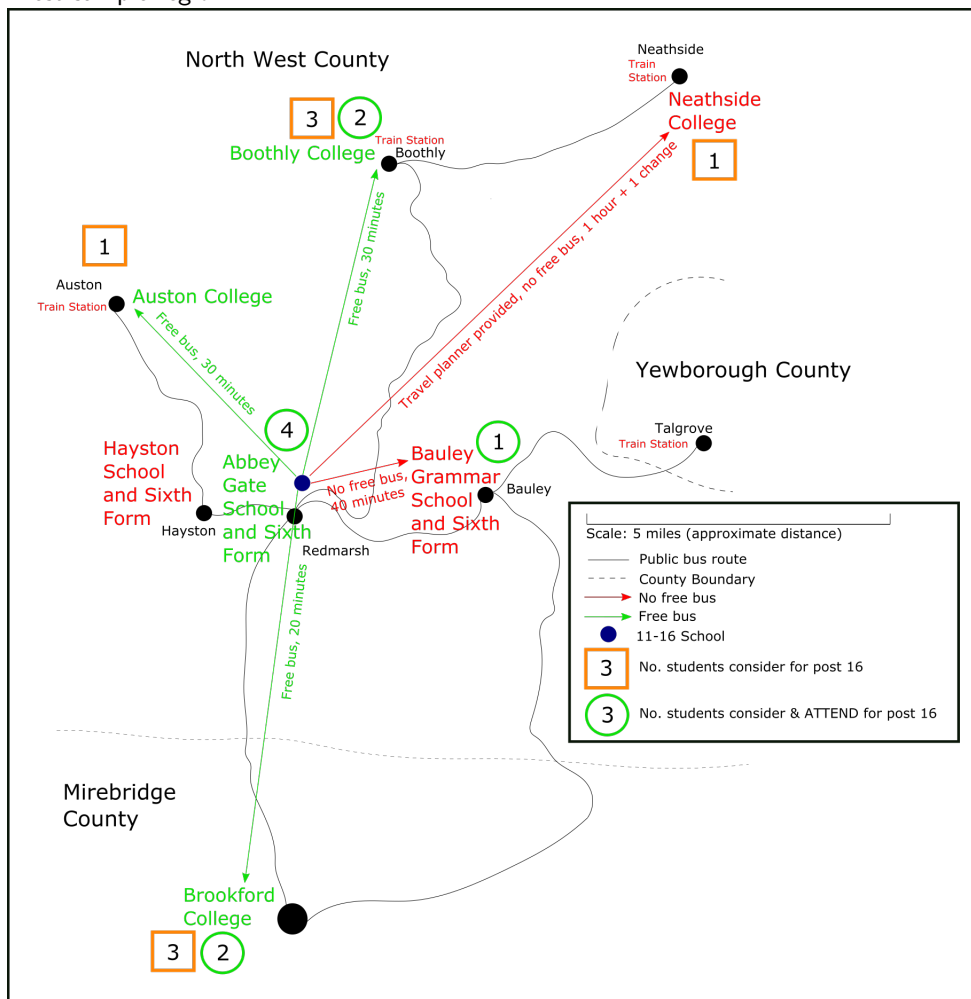 North West County
Neathside
Train
Station
Neathside
College
1
3
2
Train Station
Boothly College
Boothly
1
Auston
Train Station
Auston College
Free bus, 30 minutes
Free bus, 30 minutes
Travel planner provided, no free bus, 1 hour + 1 change
Yewborough County
Talgrove
Train Station
4
Hayston
School
and Sixth
Form
Hayston
Abbey
Gate
School
and Sixth
Form
Redmarsh
No free bus,
40 minutes
1
Bauley
Grammar
School
and Sixth
Form
Bauley
Free bus, 20 minutes
Scale: 5 miles (approximate distance)
Public bus route
County Boundary
No free bus
Free bus
11-16 School
3
No. students consider for post 16
3
No. students consider & ATTEND for post 16
Mirebridge
County
Brookford
College
3
2